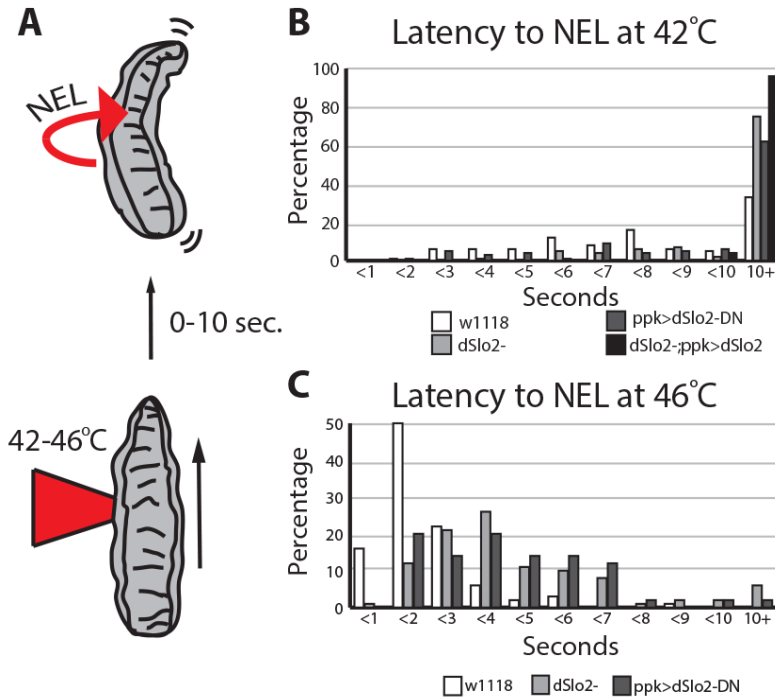 A
NEL
0-10 sec.
42-46°C
B
Latency to NEL at 42°C
Percentage
100
80
60
40
20
0
<1 <2 <3 <4 <5 <6 <7 <8 <9 <10 10+
Seconds
w1118 ppk>dSlo2-DN
dSlo2- dSlo2-;ppk>dSlo2
C
Latency to NEL at 46°C
Percentage
50
40
30
20
10
0
<1 <2 <3 <4 <5 <6 <7 <8 <9 <10 10+
Seconds
w1118 dSlo2- ppk>dSlo2-DN